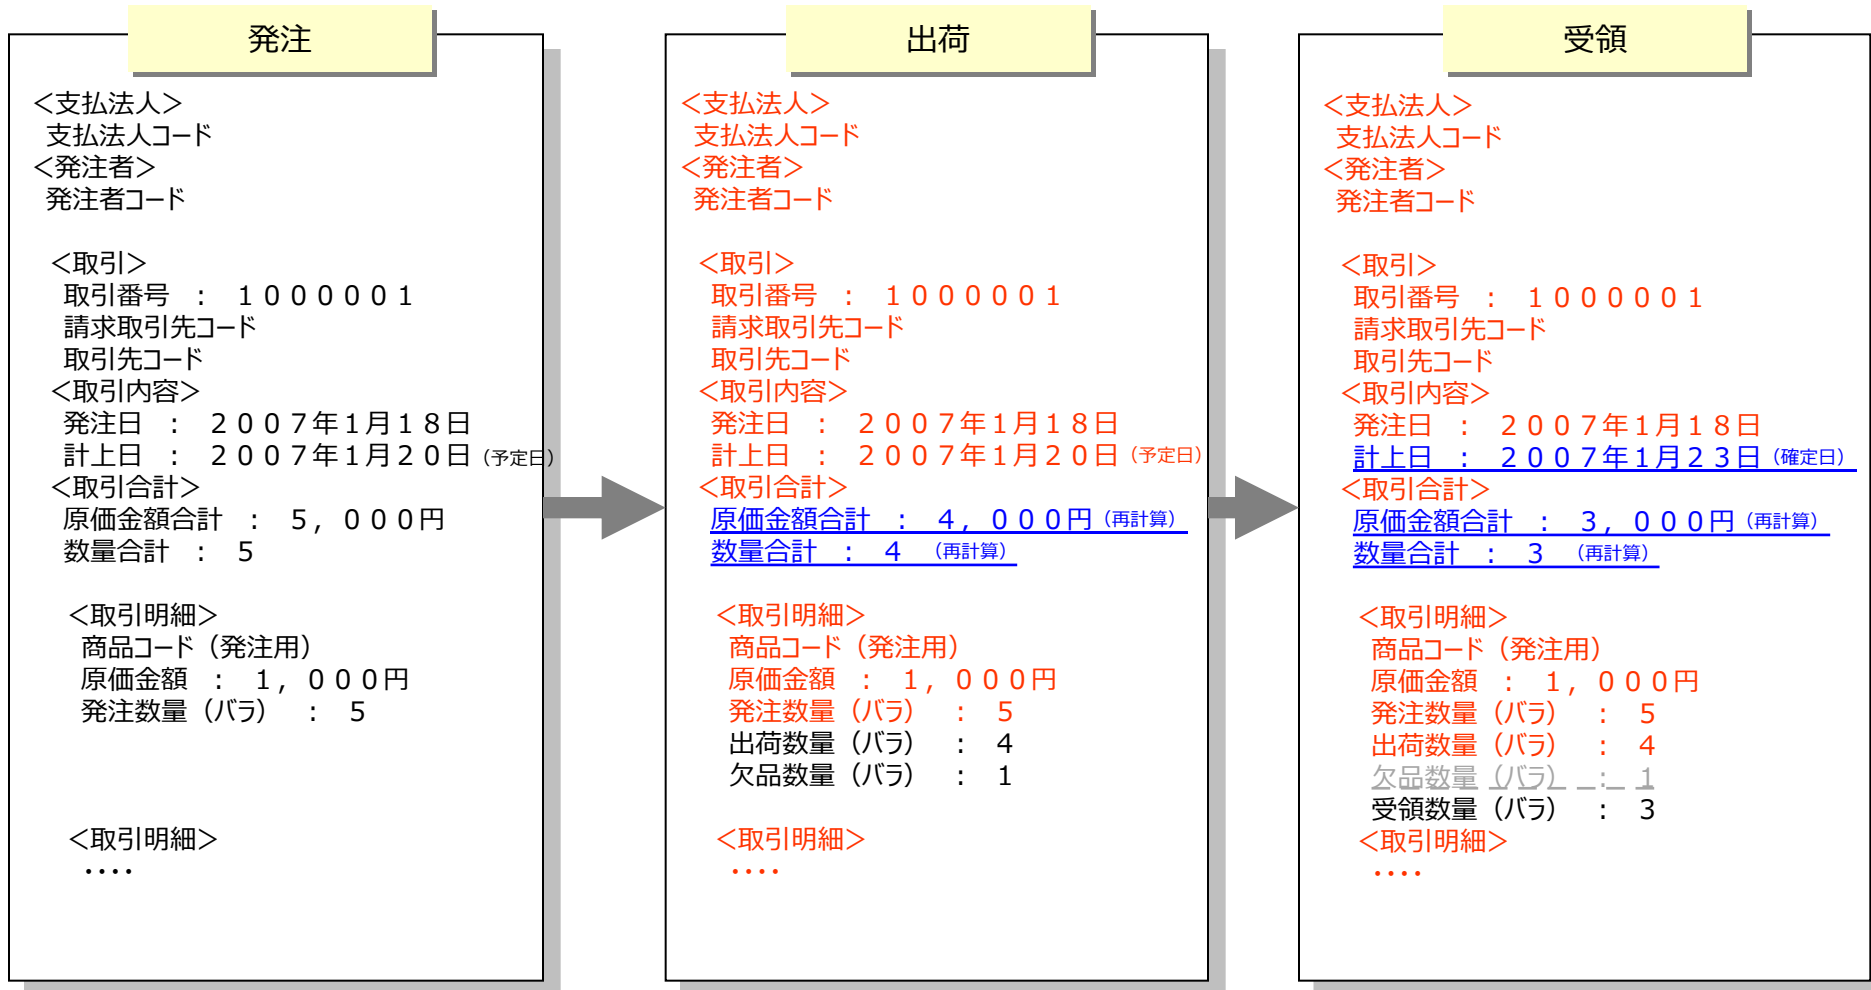 発注
＜支払法人＞
支払法人コード
＜発注者＞
発注者コード
＜取引＞
取引番号 ： １０００００１
請求取引先コード
取引先コード
＜取引内容＞
発注日 ： ２００７年１月１８日
計上日 ： ２００７年１月２０日（予定日）
＜取引合計＞
原価金額合計 ： ５，０００円
数量合計 ： ５
＜取引明細＞
商品コード（発注用）
原価金額 ： １，０００円
発注数量（バラ） ： ５
＜取引明細＞
・・・・
出荷
＜支払法人＞
支払法人コード
＜発注者＞
発注者コード
＜取引＞
取引番号 ： １０００００１
請求取引先コード
取引先コード
＜取引内容＞
発注日 ： ２００７年１月１８日
計上日 ： ２００７年１月２０日（予定日）
＜取引合計＞
原価金額合計 ： ４，０００円（再計算）
数量合計 ： ４ （再計算）
＜取引明細＞
商品コード（発注用）
原価金額 ： １，０００円
発注数量（バラ） ： ５
出荷数量（バラ） ： ４
欠品数量（バラ） ： １
＜取引明細＞
・・・・
受領
＜支払法人＞
支払法人コード
＜発注者＞
発注者コード
＜取引＞
取引番号 ： １０００００１
請求取引先コード
取引先コード
＜取引内容＞
発注日 ： ２００７年１月１８日
計上日 ： ２００７年１月２３日（確定日）
＜取引合計＞
原価金額合計 ： ３，０００円（再計算）
数量合計 ： ３ （再計算）
＜取引明細＞
商品コード（発注用）
原価金額 ： １，０００円
発注数量（バラ） ： ５
出荷数量（バラ） ： ４
欠品数量（バラ） ： １
受領数量（バラ） ： ３
＜取引明細＞
・・・・